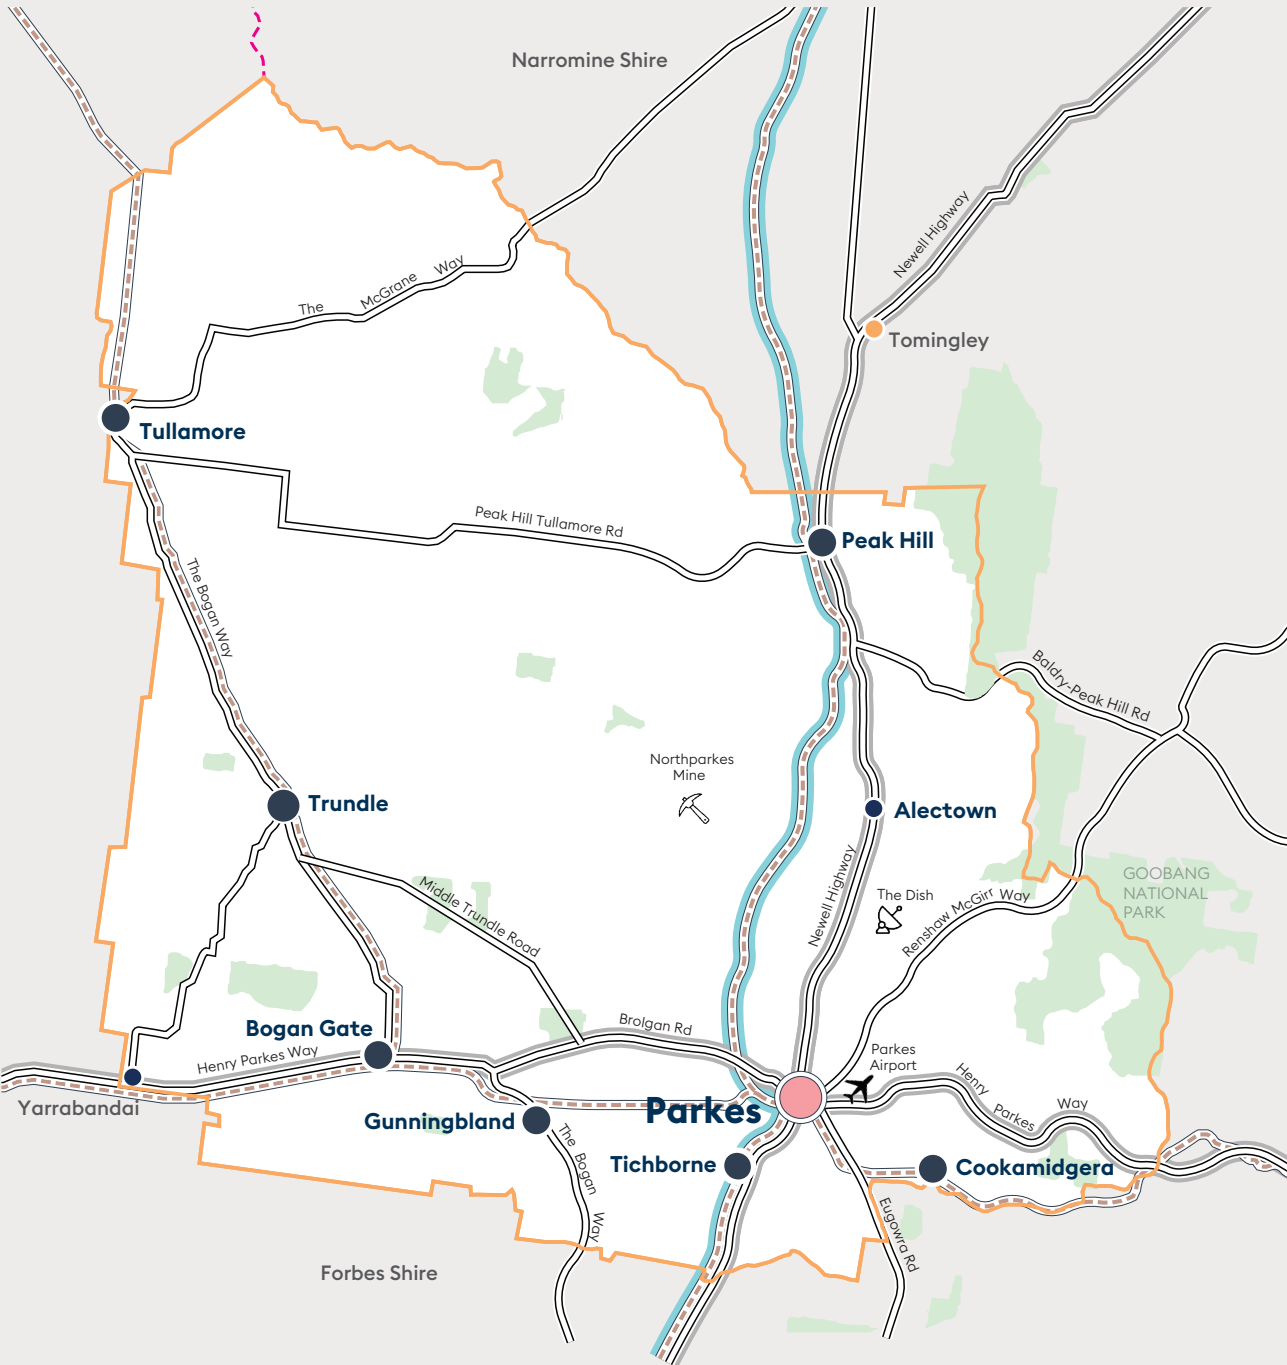 Narromine Shire
Newell Highway
The McGrane Way
Tomingley
Tullamore
Peak Hill Tullamore Rd
Peak Hill
The Bogan Way
Baldry-Peak Hill Rd
Northparkes
Mine
Trundle
Alectown
Middle Trundle Road
Newell Highway
The Dish
Renshaw McGirr Way
GOOBANG
NATIONAL
PARK
Bogan Gate
Brolgan Rd
Henry Parkes Way
Parkes
Airport
Henry Parkes Way
Yarrabandai
Parkes
Gunningbland
The Bogan Way
Tichborne
Cookamidgera
Eugowra Rd
Forbes Shire